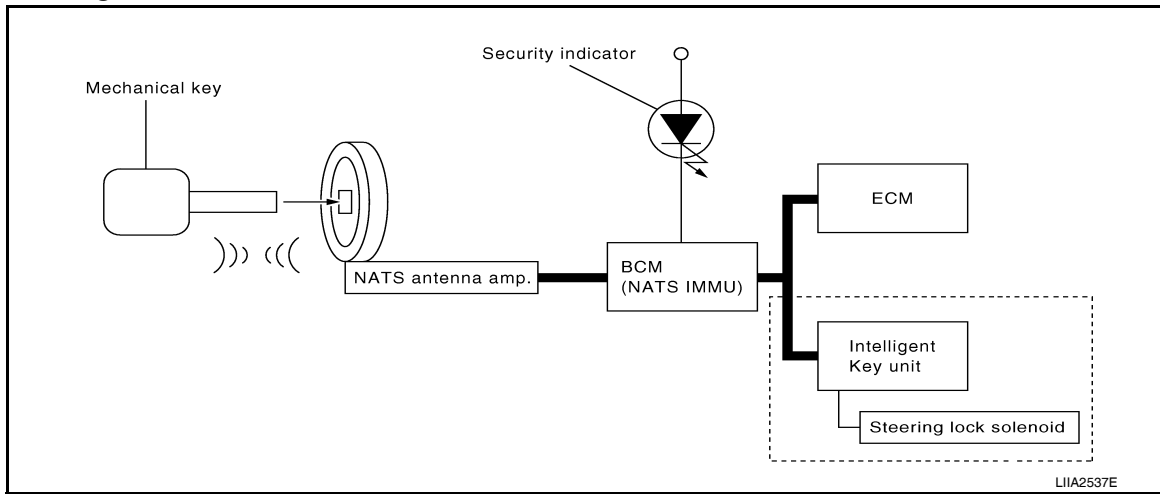 Security indicator
Mechanical key
ECM
NATS antenna amp.
BCM
(NATS IMMU)
Intelligent
Key unit
Steering lock solenoid
LIIA2537E